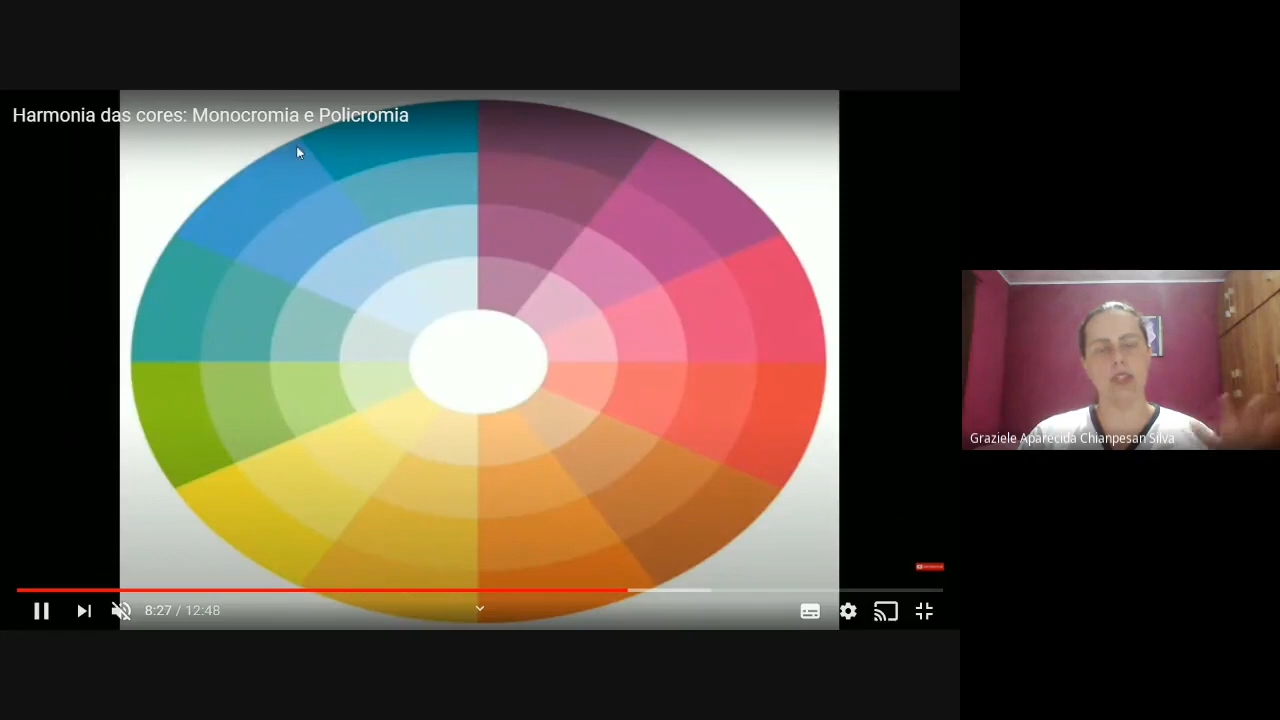 Harmonia das cores: Monocromia e Policromia
Graziele Aparecida Chianpesan Silva
8:27 / 12:48